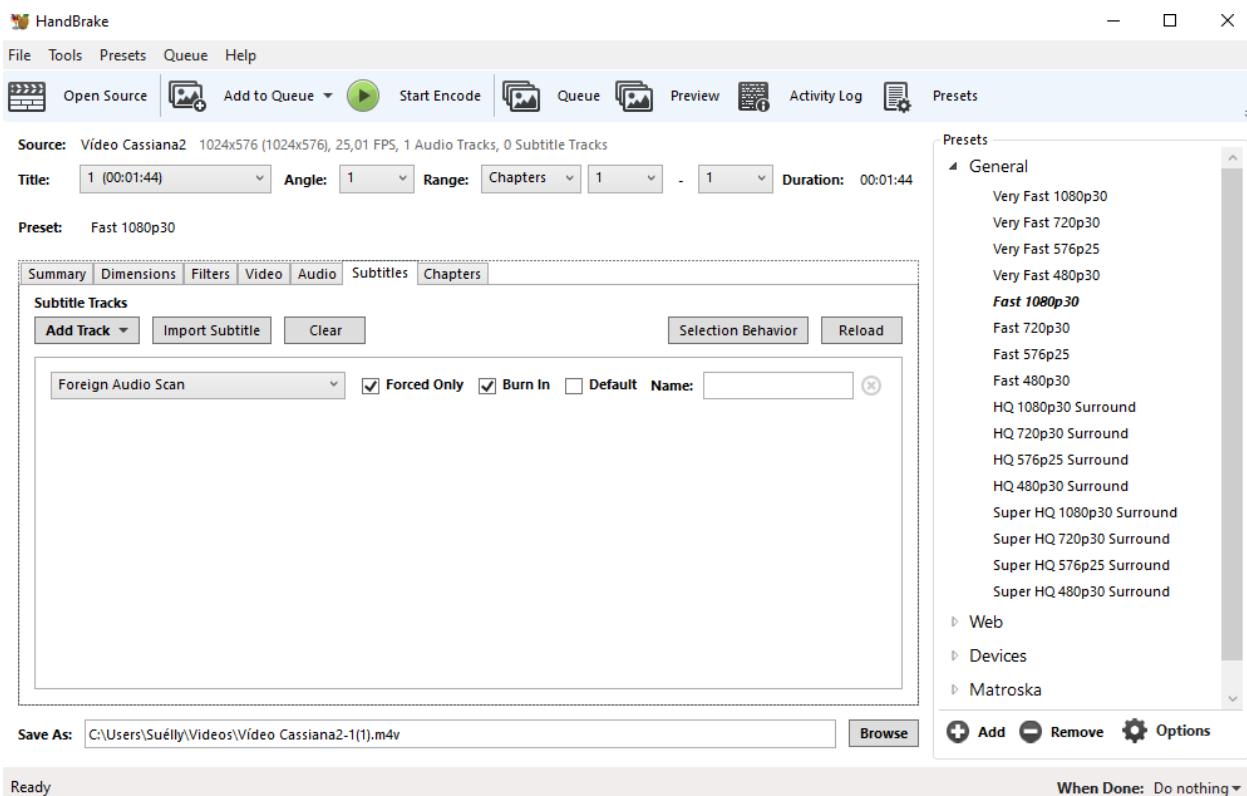 HandBrake
File Tools Presets Queue Help
Open Source Add to Queue Start Encode Queue Preview Activity Log Presets
Source: Vídeo Cassiana2 1024x576 (1024x576), 25,01 FPS, 1 Audio Tracks, 0 Subtitle Tracks
Title: 1 (00:01:44) Angle: 1 Range: Chapters 1 - 1 Duration: 00:01:44
Preset: Fast 1080p30
Summary Dimensions Filters Video Audio Subtitles Chapters
Subtitle Tracks
Add Track Import Subtitle Clear Selection Behavior Reload
Foreign Audio Scan Forced Only Burn In Default Name:
Save As: C:\Users\Suélly\Videos\Vídeo Cassiana2-1(1).m4v Browse
Presets
General
Very Fast 1080p30
Very Fast 720p30
Very Fast 576p25
Very Fast 480p30
Fast 1080p30
Fast 720p30
Fast 576p25
Fast 480p30
HQ 1080p30 Surround
HQ 720p30 Surround
HQ 576p25 Surround
HQ 480p30 Surround
Super HQ 1080p30 Surround
Super HQ 720p30 Surround
Super HQ 576p25 Surround
Super HQ 480p30 Surround
Web
Devices
Matroska
Add Remove Options
Ready When Done: Do nothing